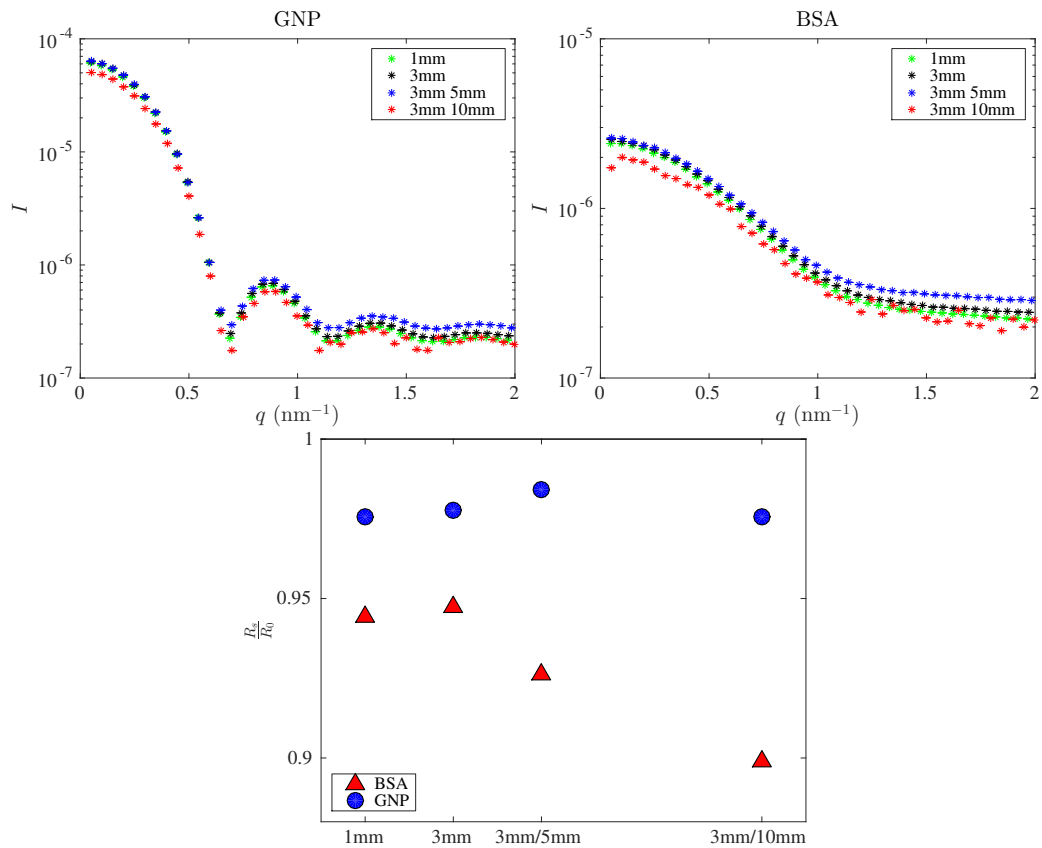 GNP
10^-4
10^-5
10^-6
10^-7
I
0
0.5
1
1.5
2
q (nm^-1)
1mm
3mm
3mm 5mm
3mm 10mm
BSA
10^-5
10^-6
10^-7
I
0
0.5
1
1.5
2
q (nm^-1)
1mm
3mm
3mm 5mm
3mm 10mm
1
0.95
0.9
R_s/R_0
BSA
GNP
1mm
3mm
3mm/5mm
3mm/10mm